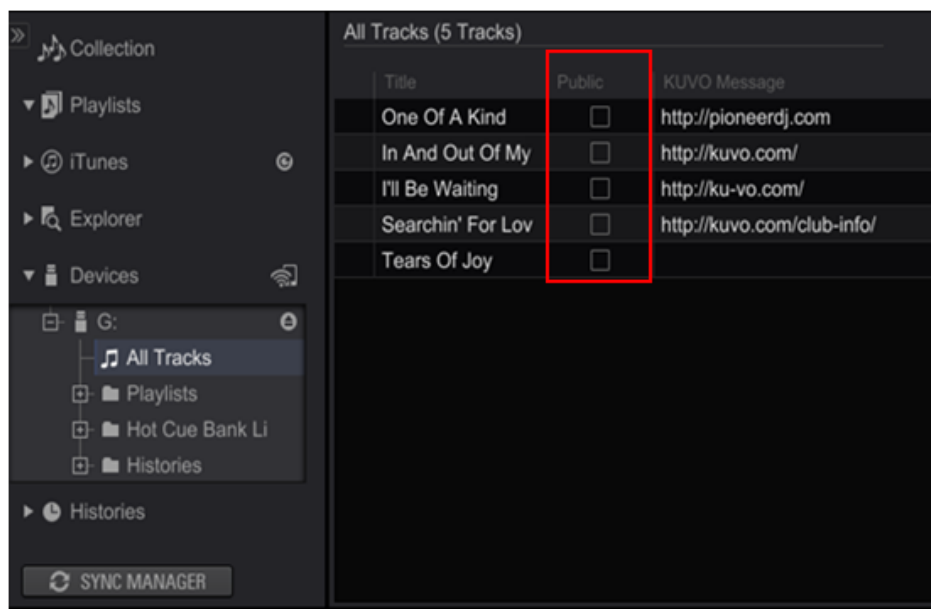 Collection
Playlists
iTunes
Explorer
Devices
G:
All Tracks
Playlists
Hot Cue Bank Li
Histories
Histories
SYNC MANAGER
All Tracks (5 Tracks)
Title Public KUVO Message
One Of A Kind http://pioneerdj.com
In And Out Of My http://kuvo.com/
I'll Be Waiting http://ku-vo.com/
Searchin' For Lov http://kuvo.com/club-info/
Tears Of Joy